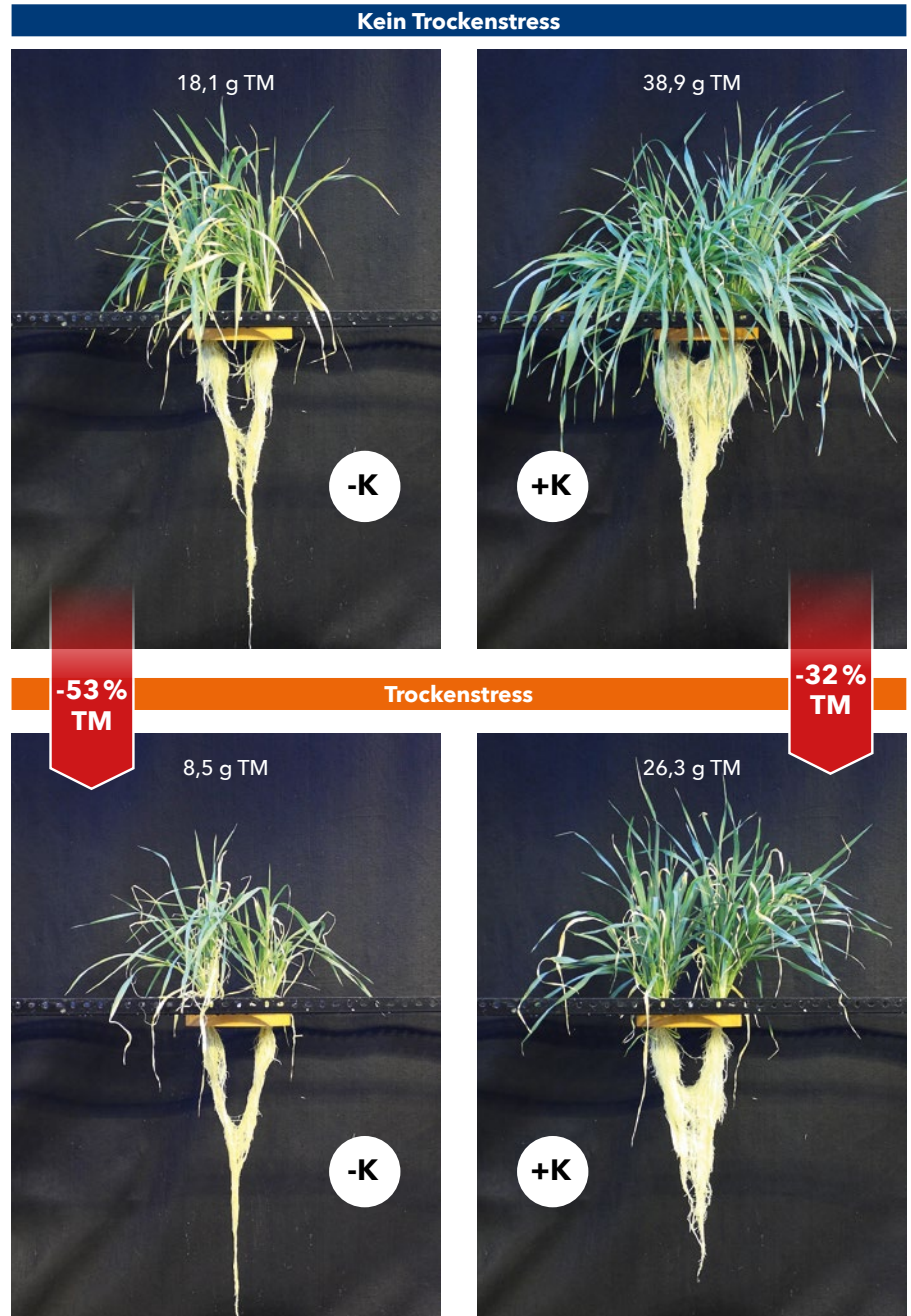 Kein Trockenstress
18,1 g TM
38,9 g TM
-K
+K
-53 %
TM
-32 %
TM
Trockenstress
8,5 g TM
26,3 g TM
-K
+K